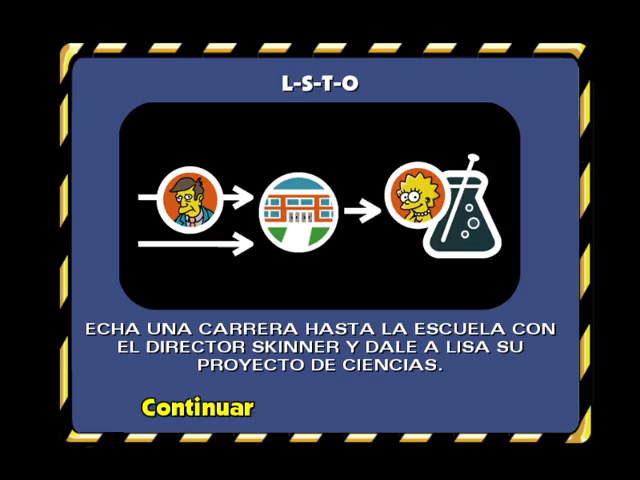 L-S-T-O
ECHA UNA CARRERA HASTA LA ESCUELA CON
EL DIRECTOR SKINNER Y DALE A LISA SU
PROYECTO DE CIENCIAS.
Continuar